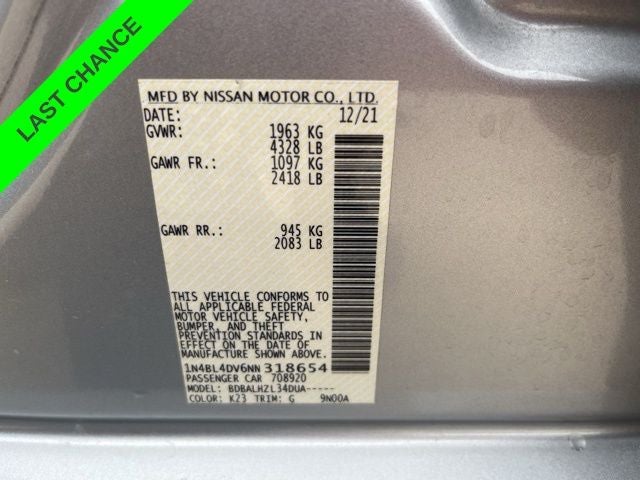 LAST CHANCE
MFD BY NISSAN MOTOR CO., LTD.
DATE: 12/21
GVWR: 1963 KG
4328 LB
GAWR FR.: 1097 KG
2418 LB
GAWR RR.: 945 KG
2083 LB
THIS VEHICLE CONFORMS TO
ALL APPLICABLE FEDERAL
MOTOR VEHICLE SAFETY,
BUMPER, AND THEFT
PREVENTION STANDARDS IN
EFFECT ON THE DATE OF
MANUFACTURE SHOWN ABOVE.
1N4BL4DV6NN318654
PASSENGER CAR 708920
MODEL: BDBALHZL34DUA-----
COLOR: K23 TRIM: G 9N00A